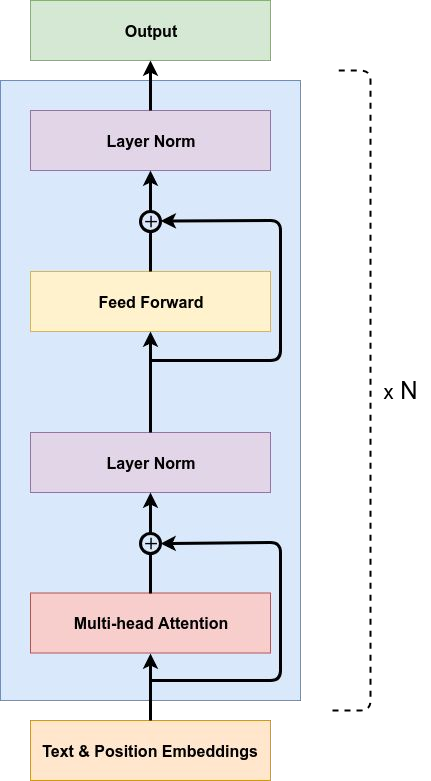 Output
Layer Norm
+
Feed Forward
x N
Layer Norm
+
Multi-head Attention
Text & Position Embeddings